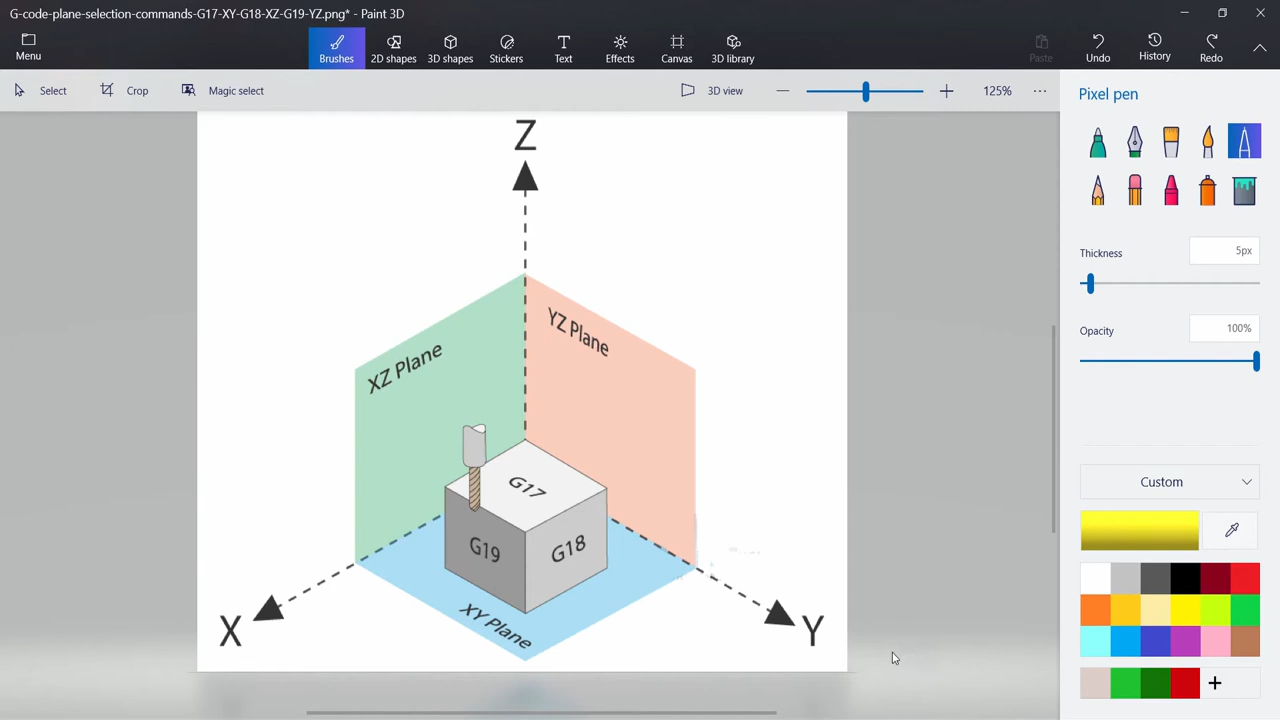 G-code-plane-selection-commands-G17-XY-G18-XZ-G19-YZ.png* - Paint 3D
Menu
Brushes
2D shapes
3D shapes
Stickers
Text
Effects
Canvas
3D library
Paste
Undo
History
Redo
Select
Crop
Magic select
3D view
125%
Pixel pen
Thickness
5px
Opacity
100%
Custom
Z
XZ Plane
YZ Plane
G17
G19
G18
XY Plane
X
Y